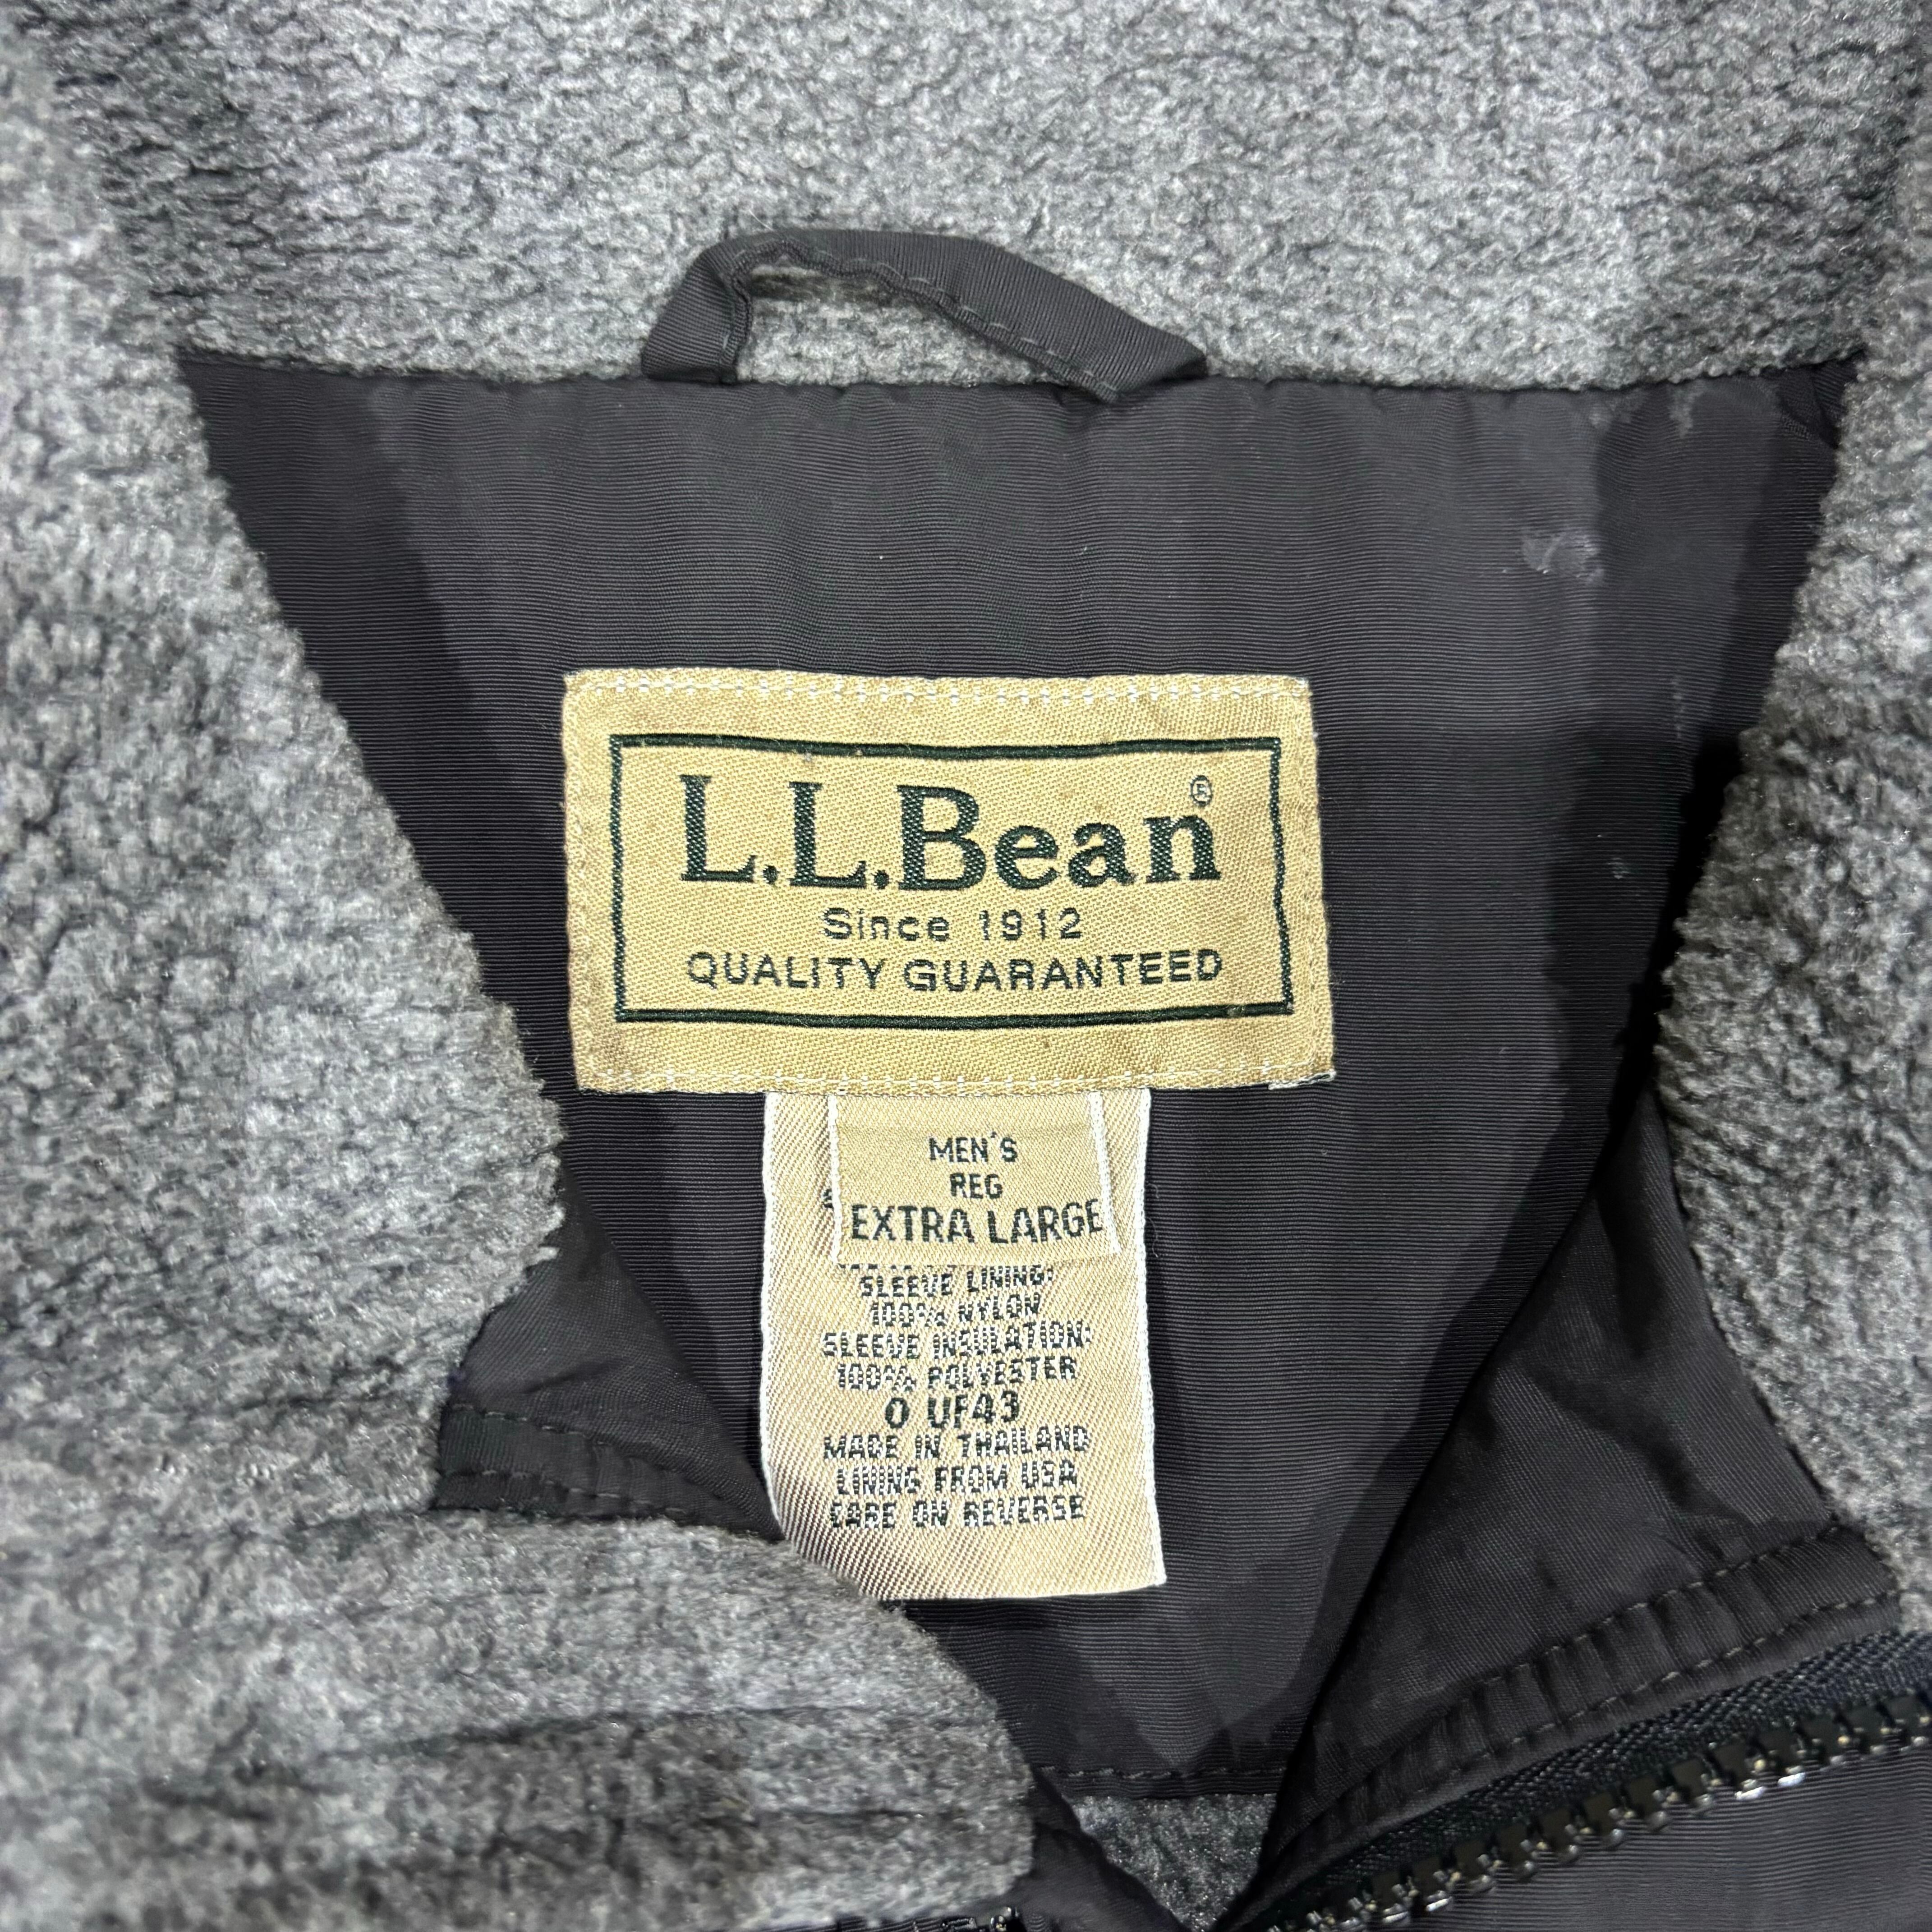 L.L.Bean®
Since 1912
QUALITY GUARANTEED
MEN'S
REG
EXTRA LARGE
SLEEVE LINING:
100% NYLON
SLEEVE INSULATION:
100% POLYESTER
0 UF43
MADE IN THAILAND
LINING FROM USA
CARE ON REVERSE